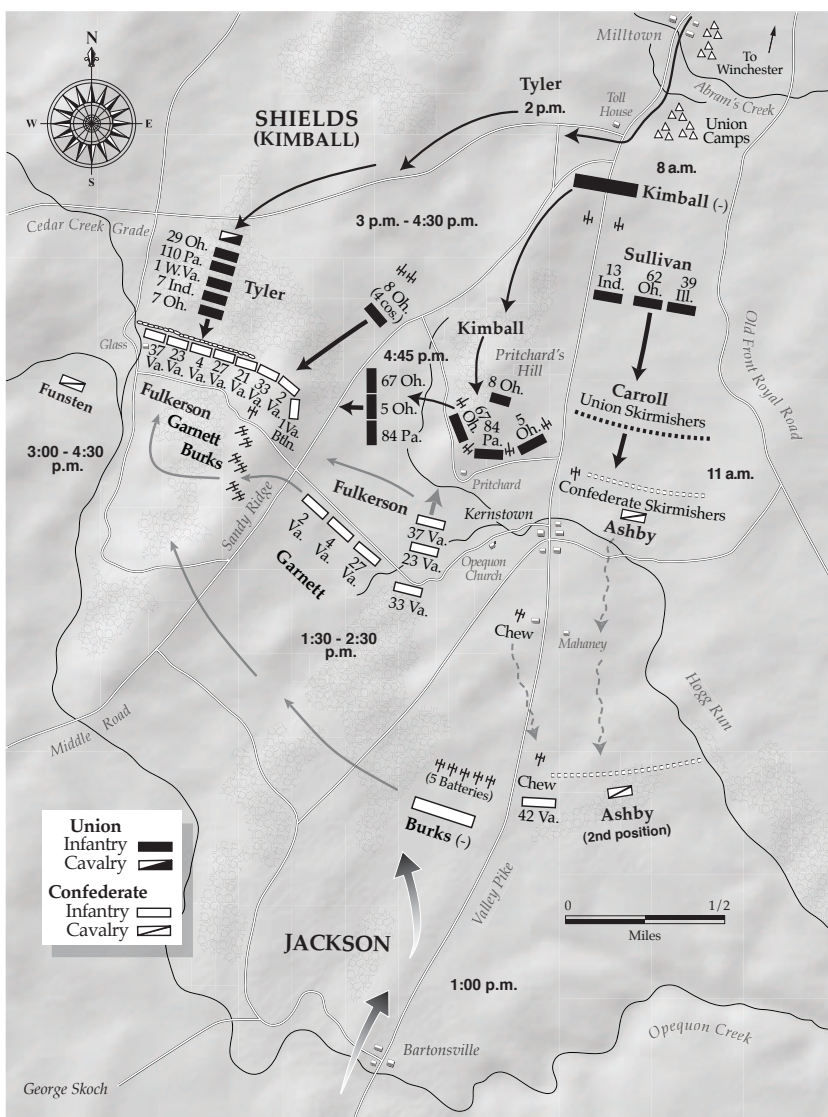 Milltown
To
Winchester
Abram's Creek
N
W
E
S
Tyler
2 p.m.
Toll
House
SHIELDS
(KIMBALL)
Union
Camps
8 a.m.
Kimball (-)
Cedar Creek Grade
3 p.m. - 4:30 p.m.
29 Oh.
110 Pa.
1 W.Va.
7 Ind.
7 Oh.
Tyler
8 Oh.
(4 cos.)
Sullivan
13
Ind.
62
Oh.
39
Ill.
Kimball
Pritchard's
Hill
Old Front Royal Road
Glass
37
Va.
23
Va.
4
Va.
27
Va.
21
Va.
33
Va.
2
Va.
1Va.
Btln.
4:45 p.m.
67 Oh.
5 Oh.
84 Pa.
8 Oh.
67
Oh.
84
Pa.
5
Oh.
Carroll
Union Skirmishers
Funsten
Fulkerson
Garnett
Burks
3:00 - 4:30
p.m.
11 a.m.
Pritchard
Confederate Skirmishers
Ashby
Sandy Ridge
Fulkerson
Kernstown
37 Va.
23 Va.
33 Va.
2
Va.
4
Va.
27
Va.
Garnett
Opequon
Church
1:30 - 2:30
p.m.
Chew
Mahaney
Hogg Run
Middle Road
(5 Batteries)
Burks (-)
Chew
42 Va.
Ashby
(2nd position)
Union
Infantry
Cavalry
Confederate
Infantry
Cavalry
Valley Pike
0
1/2
Miles
JACKSON
1:00 p.m.
Opequon Creek
Bartonsville
George Skoch